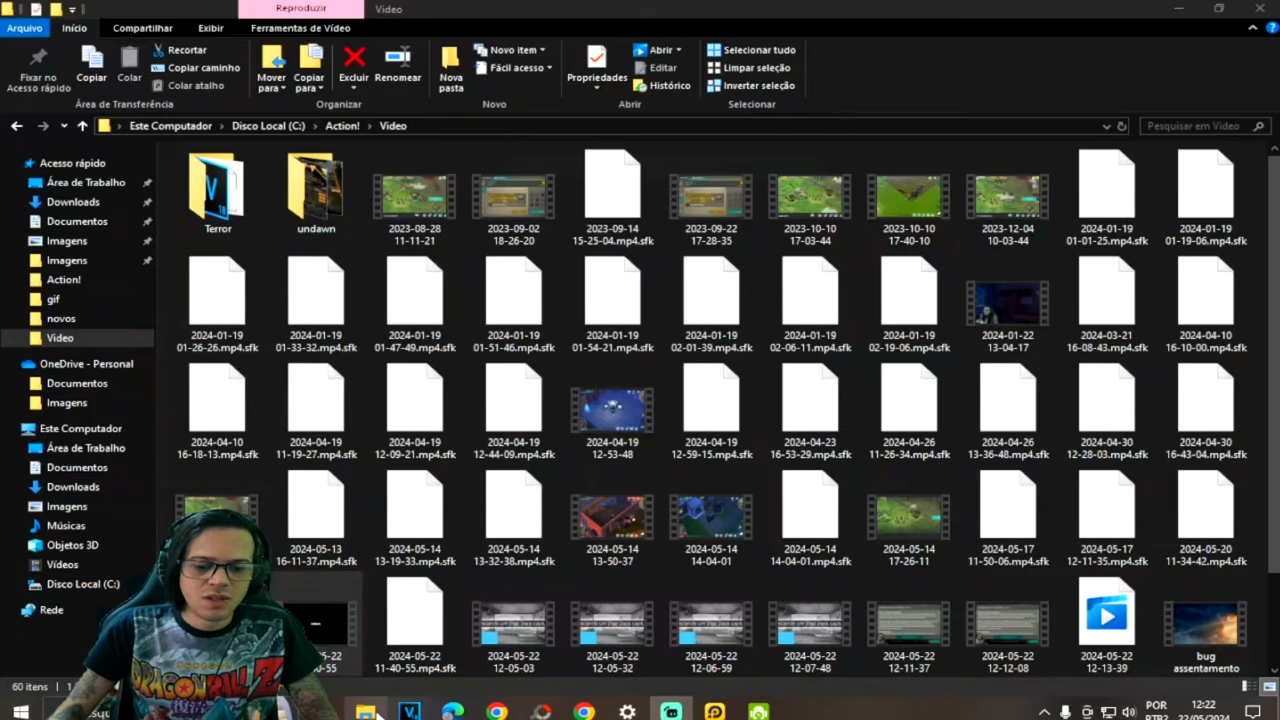 Reproduzir
Video
Arquivo
Início
Compartilhar
Exibir
Ferramentas de Vídeo
Fixar no
Acesso rápido
Copiar
Colar
Recortar
Copiar caminho
Colar atalho
Área de Transferência
Mover
para
Copiar
para
Excluir
Renomear
Organizar
Nova
pasta
Novo item
Fácil acesso
Novo
Propriedades
Abrir
Editar
Histórico
Abrir
Selecionar tudo
Limpar seleção
Inverter seleção
Selecionar
Este Computador > Disco Local (C:) > Action! > Video
Pesquisar em Video
Acesso rápido
Área de Trabalho
Downloads
Documentos
Imagens
Imagens
Action!
gif
novos
Video
OneDrive - Personal
Documentos
Imagens
Este Computador
Área de Trabalho
Documentos
Downloads
Imagens
Músicas
Objetos 3D
Vídeos
Disco Local (C:)
Rede
Terror
undawn
2023-08-28
11-11-21
2023-09-02
18-26-20
2023-09-14
15-25-04.mp4.sfk
2023-09-22
17-28-35
2023-10-10
17-03-44
2023-10-10
17-40-10
2023-12-04
10-03-44
2024-01-19
01-01-25.mp4.sfk
2024-01-19
01-19-06.mp4.sfk
2024-01-19
01-26-26.mp4.sfk
2024-01-19
01-33-32.mp4.sfk
2024-01-19
01-47-49.mp4.sfk
2024-01-19
01-51-46.mp4.sfk
2024-01-19
01-54-21.mp4.sfk
2024-01-19
02-01-39.mp4.sfk
2024-01-19
02-06-11.mp4.sfk
2024-01-19
02-19-06.mp4.sfk
2024-01-22
13-04-17
2024-03-21
16-08-43.mp4.sfk
2024-04-10
16-10-00.mp4.sfk
2024-04-10
16-18-13.mp4.sfk
2024-04-19
11-19-27.mp4.sfk
2024-04-19
12-09-21.mp4.sfk
2024-04-19
12-44-09.mp4.sfk
2024-04-19
12-53-48
2024-04-19
12-59-15.mp4.sfk
2024-04-23
16-53-29.mp4.sfk
2024-04-26
11-26-34.mp4.sfk
2024-04-26
13-36-48.mp4.sfk
2024-04-30
12-28-03.mp4.sfk
2024-04-30
16-43-04.mp4.sfk
2024-05-13
16-11-37.mp4.sfk
2024-05-14
13-19-33.mp4.sfk
2024-05-14
13-32-38.mp4.sfk
2024-05-14
13-50-37
2024-05-14
14-04-01
2024-05-14
14-04-01.mp4.sfk
2024-05-14
17-26-11
2024-05-17
11-50-06.mp4.sfk
2024-05-17
12-11-35.mp4.sfk
2024-05-20
11-34-42.mp4.sfk
2024-05-22
11-40-55.mp4.sfk
2024-05-22
12-05-03
2024-05-22
12-05-32
2024-05-22
12-06-59
2024-05-22
12-07-48
2024-05-22
12-11-37
2024-05-22
12-12-08
2024-05-22
12-13-39
bug
assentamento
60 itens
DRAGONBALL Z
POR
PTB2
12:22
22/05/2024